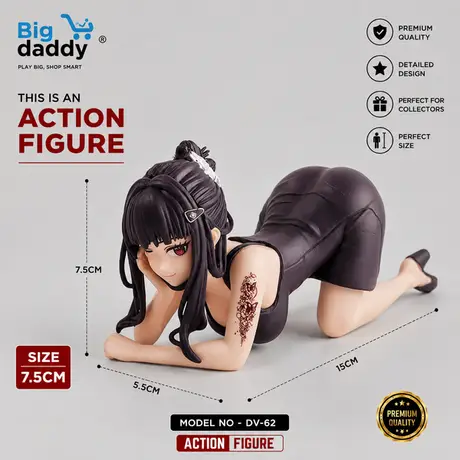 Big
daddy®
PLAY BIG, SHOP SMART
THIS IS AN
ACTION
FIGURE
PREMIUM
QUALITY
DETAILED
DESIGN
PERFECT FOR
COLLECTORS
PERFECT
SIZE
7.5CM
SIZE
7.5CM
5.5CM
15CM
MODEL NO - DV-62
ACTION FIGURE
PREMIUM
QUALITY